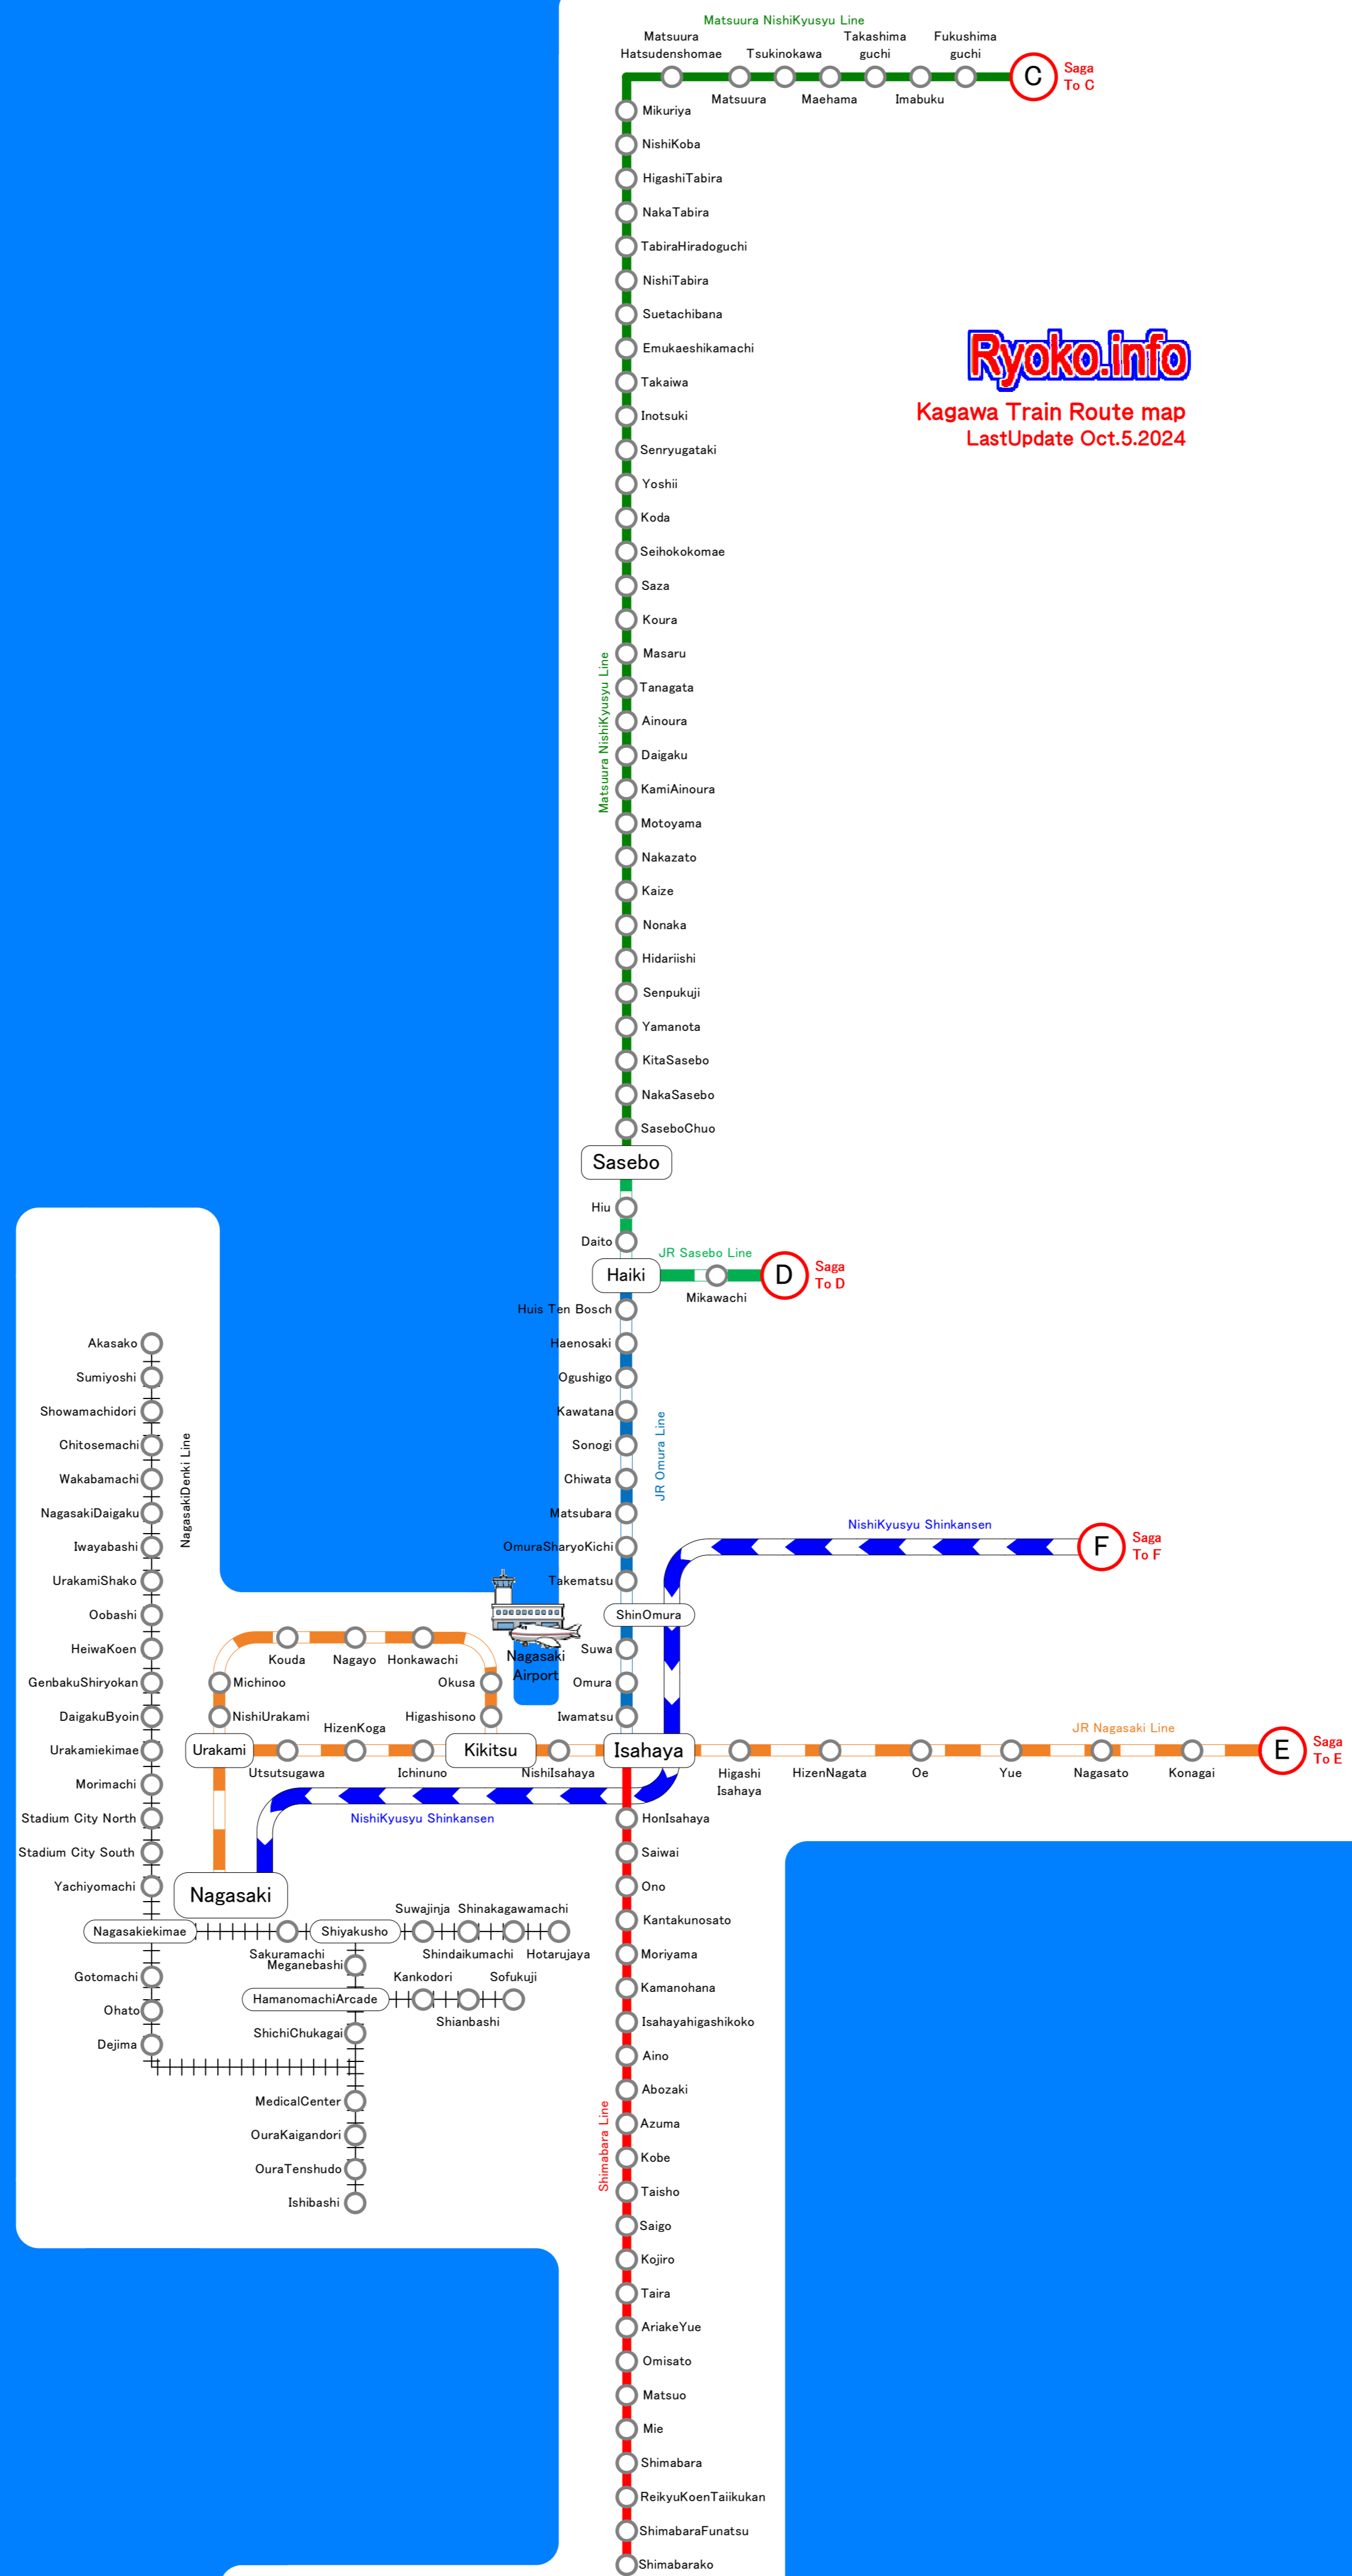 Matsuura NishiKyusyu Line
Matsuura
Hatsudenshomae
Tsukinokawa
Takashima
guchi
Fukushima
guchi
C
Saga
To C
Matsuura
Maehama
Imabuku
Mikuriya
NishiKoba
HigashiTabira
NakaTabira
TabiraHiradoguchi
NishiTabira
Suetachibana
Emukaeshikamachi
Takaiwa
Inotsuki
Senryugataki
Yoshii
Koda
Seihokokomae
Saza
Koura
Masaru
Tanagata
Ainoura
Daigaku
KamiAinoura
Motoyama
Nakazato
Kaize
Nonaka
Hidariishi
Senpukuji
Yamanota
KitaSasebo
NakaSasebo
SaseboChuo
Matsuura NishiKyusyu Line
Ryoko.info
Kagawa Train Route map
LastUpdate Oct.5.2024
Sasebo
Hiu
Daito
Haiki
JR Sasebo Line
Mikawachi
D
Saga
To D
Huis Ten Bosch
Haenosaki
Ogushigo
Kawatana
Sonogi
Chiwata
Matsubara
OmuraSharyoKichi
Takematsu
ShinOmura
Suwa
Omura
Iwamatsu
JR Omura Line
NishiKyusyu Shinkansen
F
Saga
To F
Akasako
Sumiyoshi
Showamachidori
Chitosemachi
Wakabamachi
NagasakiDaigaku
Iwayabashi
UrakamiShako
Oobashi
HeiwaKoen
GenbakuShiryokan
DaigakuByoin
Urakamiekimae
Morimachi
Stadium City North
Stadium City South
Yachiyomachi
NagasakiDenki Line
Nagasaki
Airport
Kouda
Nagayo
Honkawachi
Michinoo
Okusa
NishiUrakami
Higashisono
HizenKoga
Urakami
Kikitsu
Isahaya
Utsutsugawa
Ichinuno
NishiIsahaya
JR Nagasaki Line
Higashi
Isahaya
HizenNagata
Oe
Yue
Nagasato
Konagai
E
Saga
To E
NishiKyusyu Shinkansen
Nagasaki
Nagasakiekimae
Sakuramachi
Shiyakusho
Suwajinja
Shinakagawamachi
Shindaikumachi
Hotarujaya
Meganebashi
Gotomachi
Kankodori
Sofukuji
HamanomachiArcade
Ohato
Shianbashi
ShichiChukagai
Dejima
MedicalCenter
OuraKaigandori
OuraTenshudo
Ishibashi
HonIsahaya
Saiwai
Ono
Kantakunosato
Moriyama
Kamanohana
Isahayahigashikoko
Aino
Abozaki
Azuma
Kobe
Taisho
Saigo
Kojiro
Taira
AriakeYue
Omisato
Matsuo
Mie
Shimabara
ReikyuKoenTaiikukan
ShimabaraFunatsu
Shimabarako
Shimabara Line